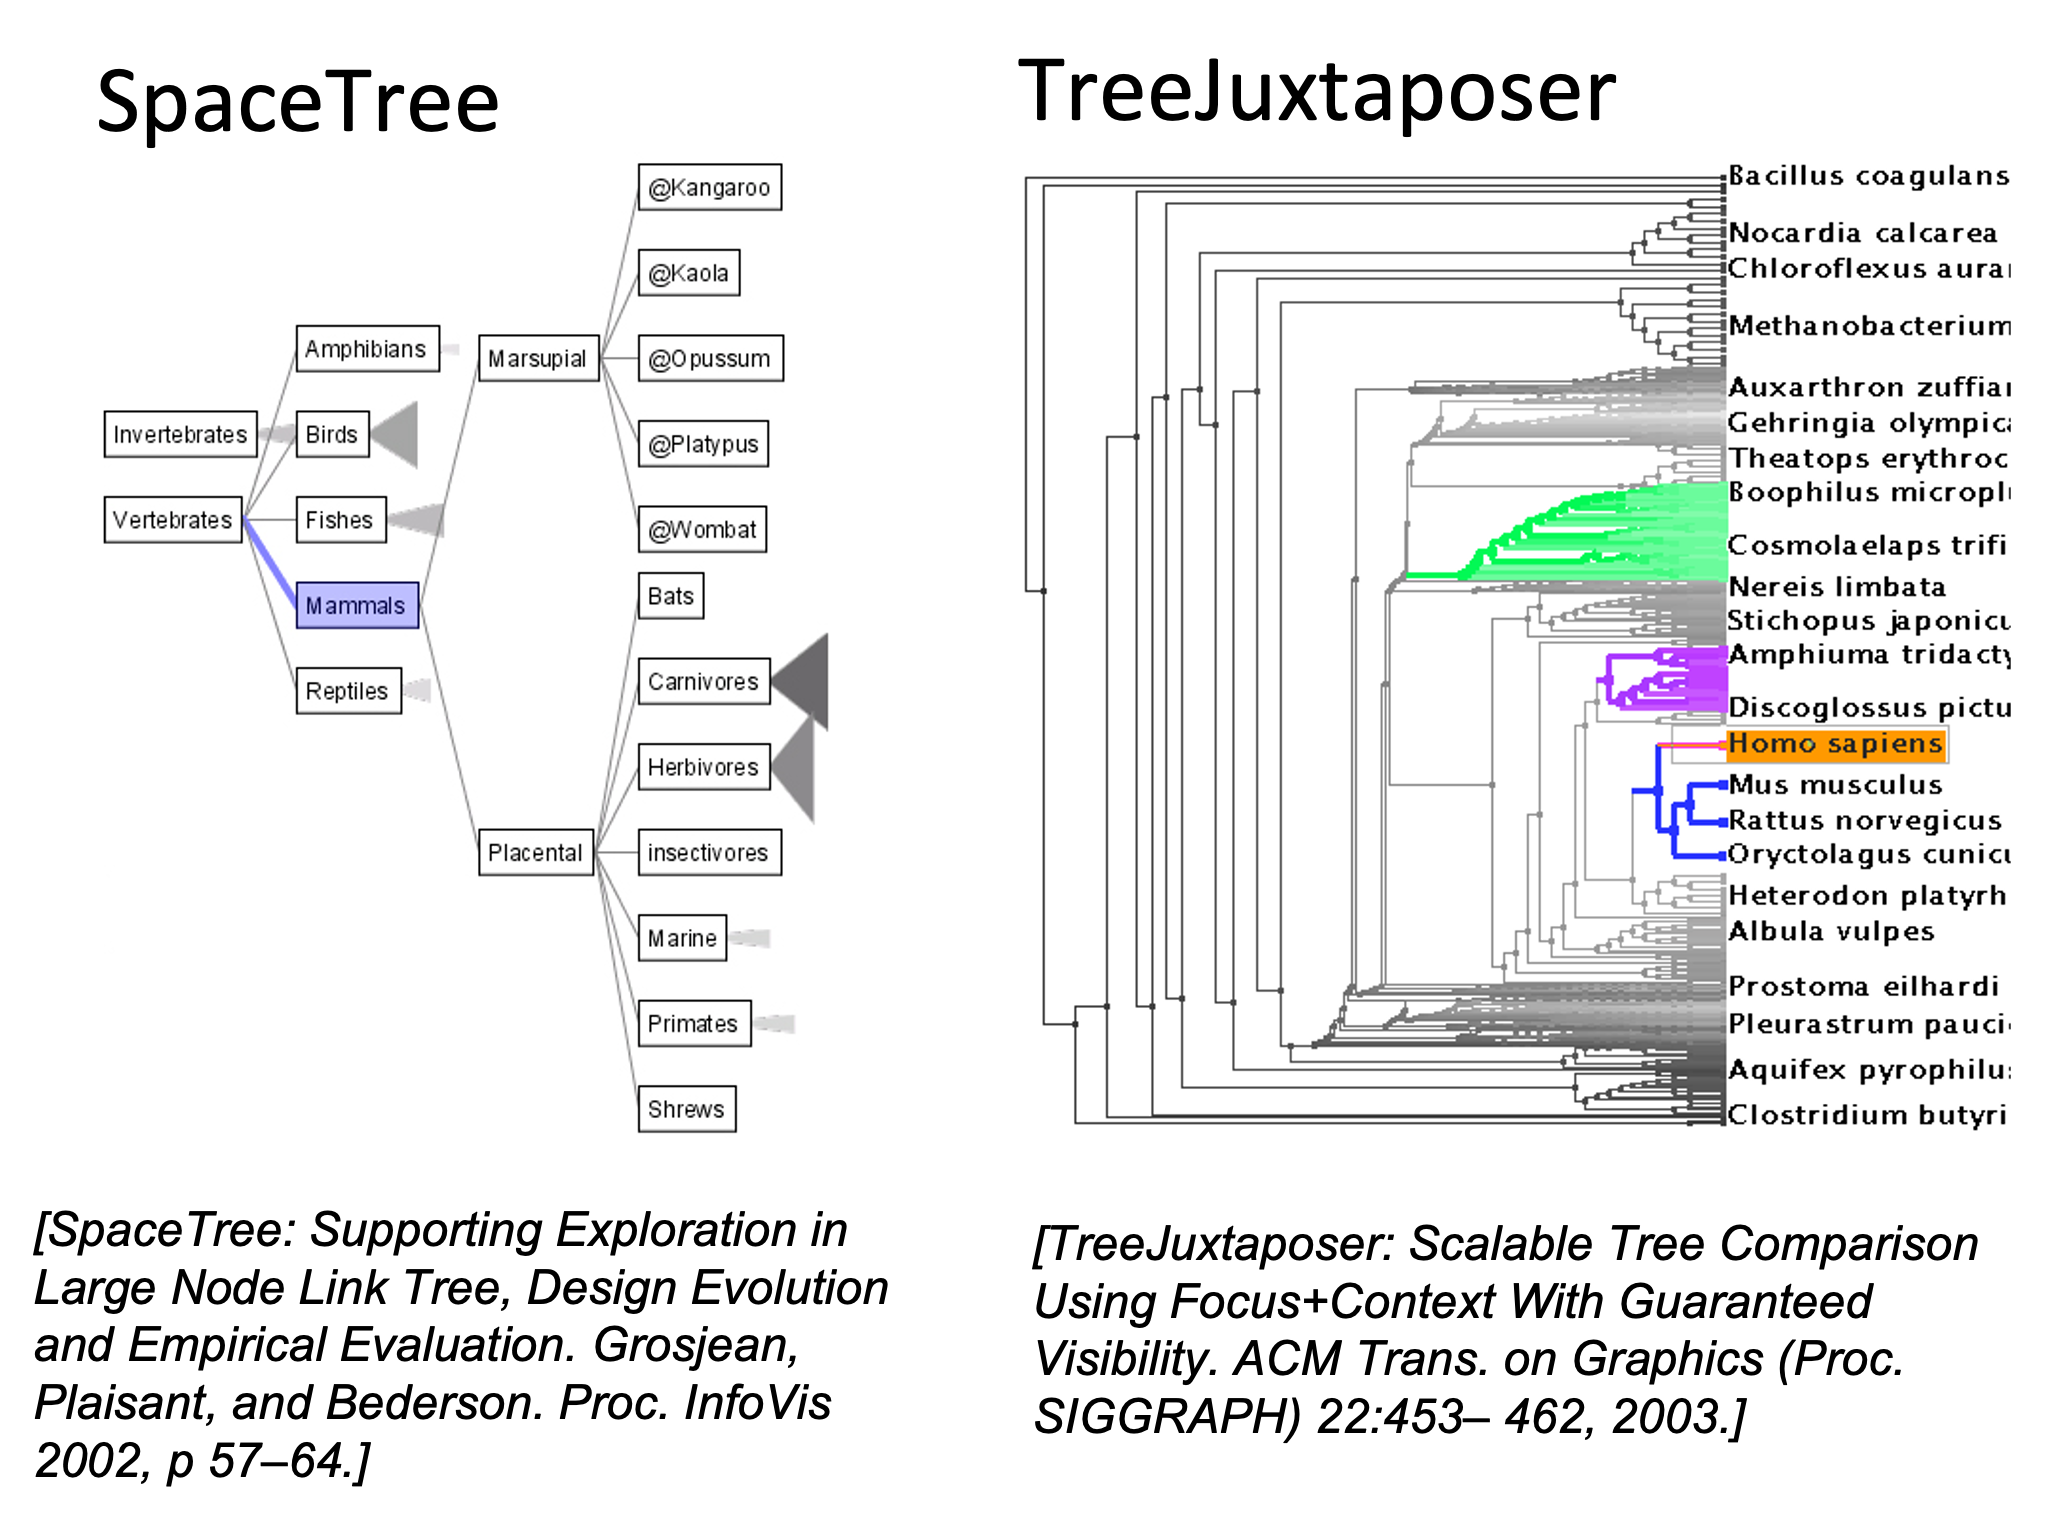 SpaceTree
@Kangaroo
@Kaola
Amphibians
Marsupial
@Opussum
Invertebrates
Birds
@Platypus
Vertebrates
Fishes
@Wombat
Mammals
Bats
Reptiles
Carnivores
Herbivores
Placental
insectivores
Marine
Primates
Shrews
[SpaceTree: Supporting Exploration in
Large Node Link Tree, Design Evolution
and Empirical Evaluation. Grosjean,
Plaisant, and Bederson. Proc. InfoVis
2002, p 57–64.]
TreeJuxtaposer
Bacillus coagulans
Nocardia calcarea
Chloroflexus aura
Methanobacterium
Auxarthron zuffia
Gehringia olympic
Theatops erythroc
Boophilus micropl
Cosmolaelaps trifi
Nereis limbata
Stichopus japonicu
Amphiuma tridacty
Discoglossus pictu
Homo sapiens
Mus musculus
Rattus norvegicus
Oryctolagus cunicu
Heterodon platyrh
Albula vulpes
Prostoma eilhardi
Pleurastrum pauci
Aquifex pyrophilu
Clostridium butyri
[TreeJuxtaposer: Scalable Tree Comparison
Using Focus+Context With Guaranteed
Visibility. ACM Trans. on Graphics (Proc.
SIGGRAPH) 22:453– 462, 2003.]